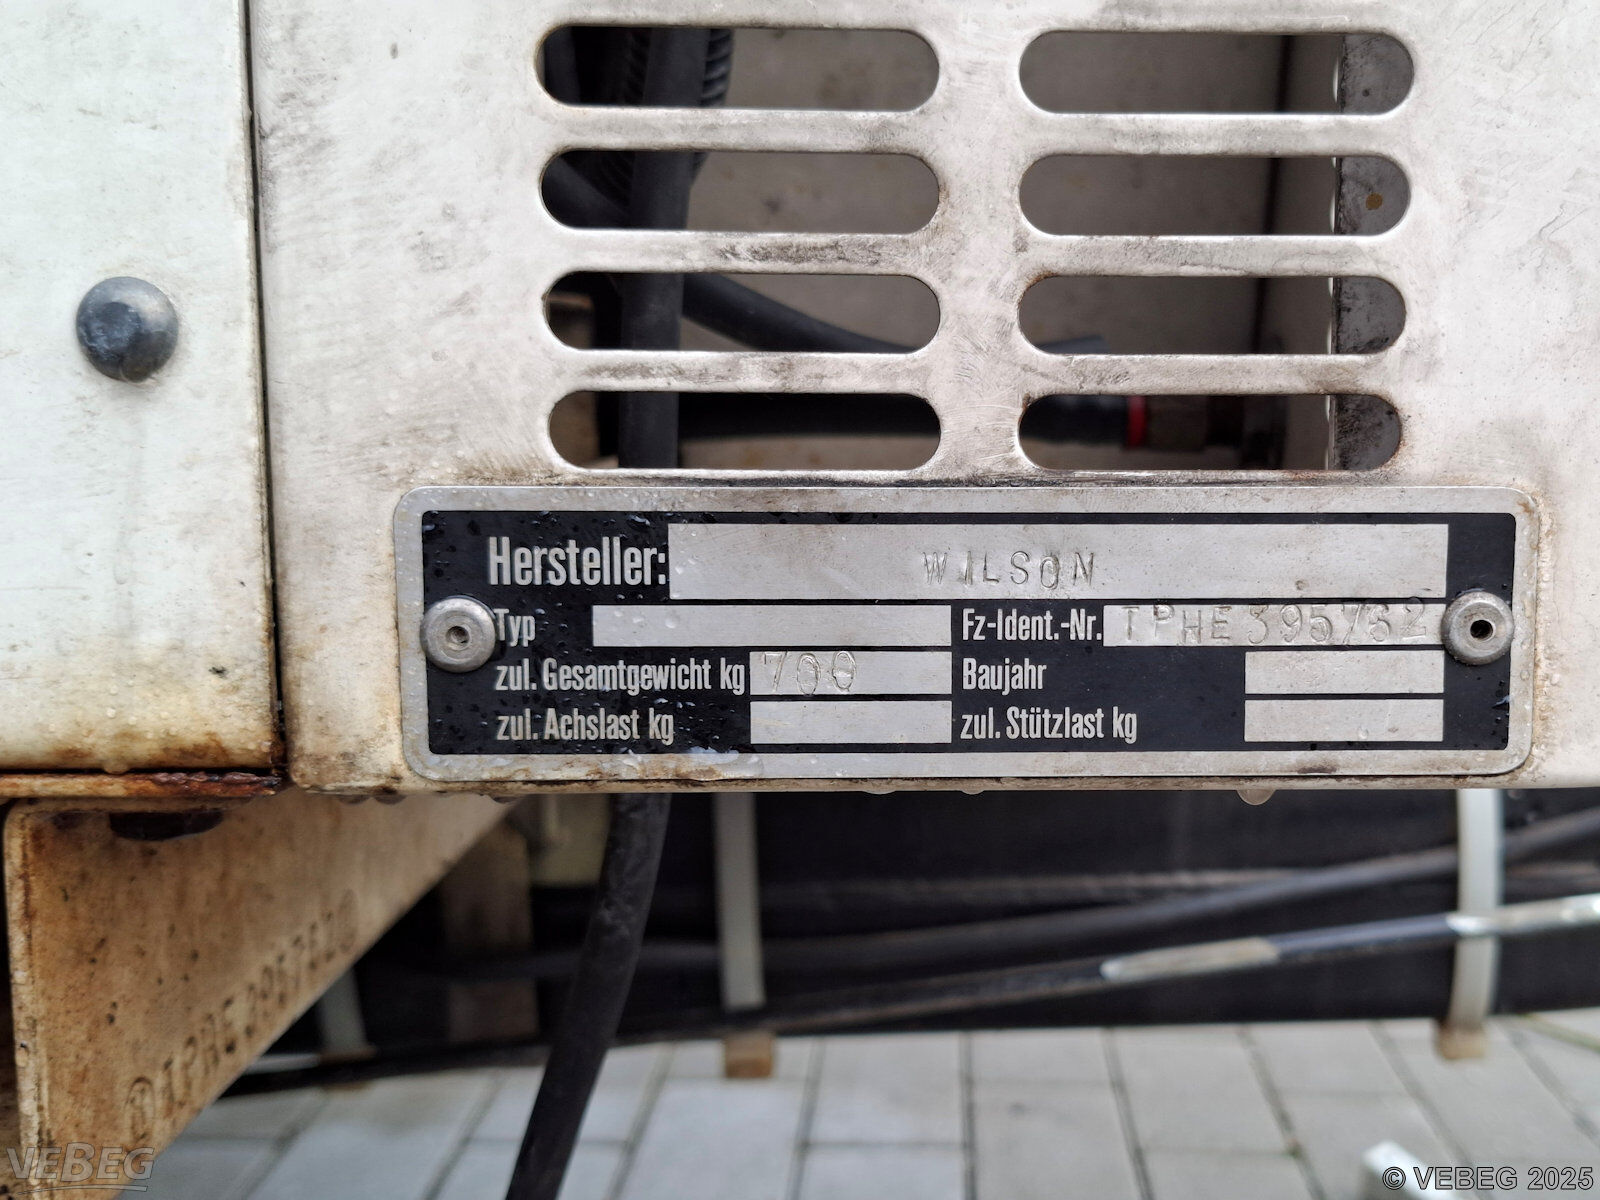 Hersteller: WILSON
Typ Fz-Ident.-Nr. TPHE395762
zul. Gesamtgewicht kg 700 Baujahr
zul. Achslast kg zul. Stützlast kg
TPHE395762
VEBEG
© VEBEG 2025